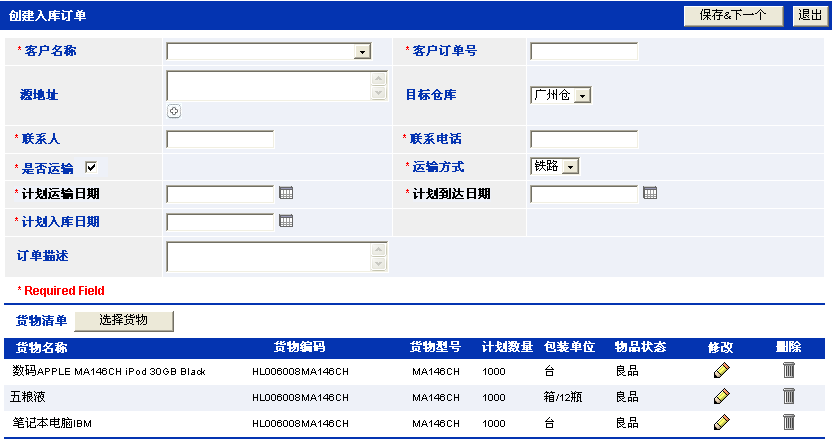 创建入库订单 保存&下一个 退出
* 客户名称 * 客户订单号
源地址 目标仓库 广州仓
* 联系人 * 联系电话
* 是否运输 * 运输方式 铁路
* 计划运输日期 * 计划到达日期
* 计划入库日期
订单描述
* Required Field
货物清单 选择货物
货物名称 货物编码 货物型号 计划数量 包装单位 物品状态 修改 删除
数码APPLE MA146CH iPod 30GB Black HL006008MA146CH MA146CH 1000 台 良品
五粮液 HL006008MA146CH MA146CH 1000 箱/12瓶 良品
笔记本电脑IBM HL006008MA146CH MA146CH 1000 台 良品